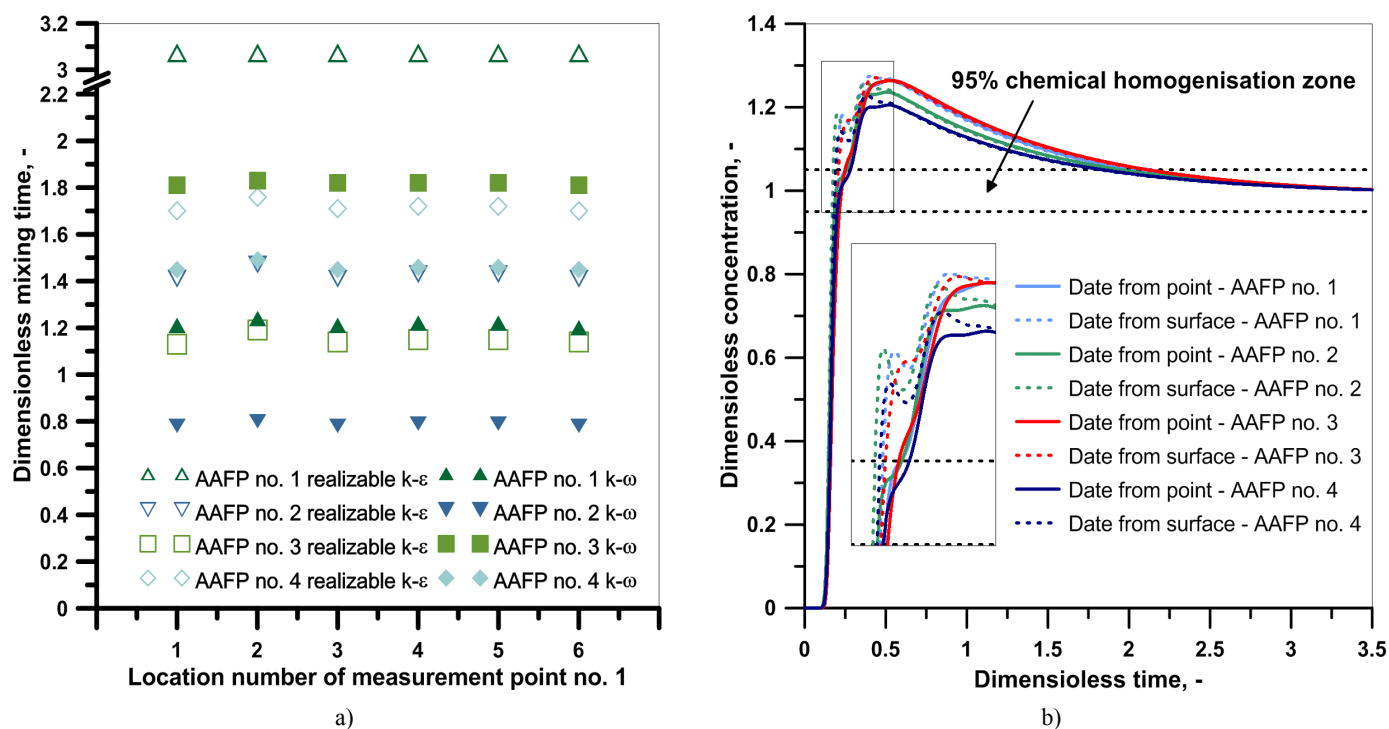 3.2
3
2.2
2
1.8
1.6
1.4
1.2
1
0.8
0.6
0.4
0.2
0
Dimensionless mixing time, -
AAFP no. 1 realizable k-ε
AAFP no. 1 k-ω
AAFP no. 2 realizable k-ε
AAFP no. 2 k-ω
AAFP no. 3 realizable k-ε
AAFP no. 3 k-ω
AAFP no. 4 realizable k-ε
AAFP no. 4 k-ω
1 2 3 4 5 6
Location number of measurement point no. 1
a)
1.4
1.2
1
0.8
0.6
0.4
0.2
0
Dimensioless concentration, -
95% chemical homogenisation zone
Date from point - AAFP no. 1
Date from surface - AAFP no. 1
Date from point - AAFP no. 2
Date from surface - AAFP no. 2
Date from point - AAFP no. 3
Date from surface - AAFP no. 3
Date from point - AAFP no. 4
Date from surface - AAFP no. 4
0 0.5 1 1.5 2 2.5 3 3.5
Dimensioless time, -
b)